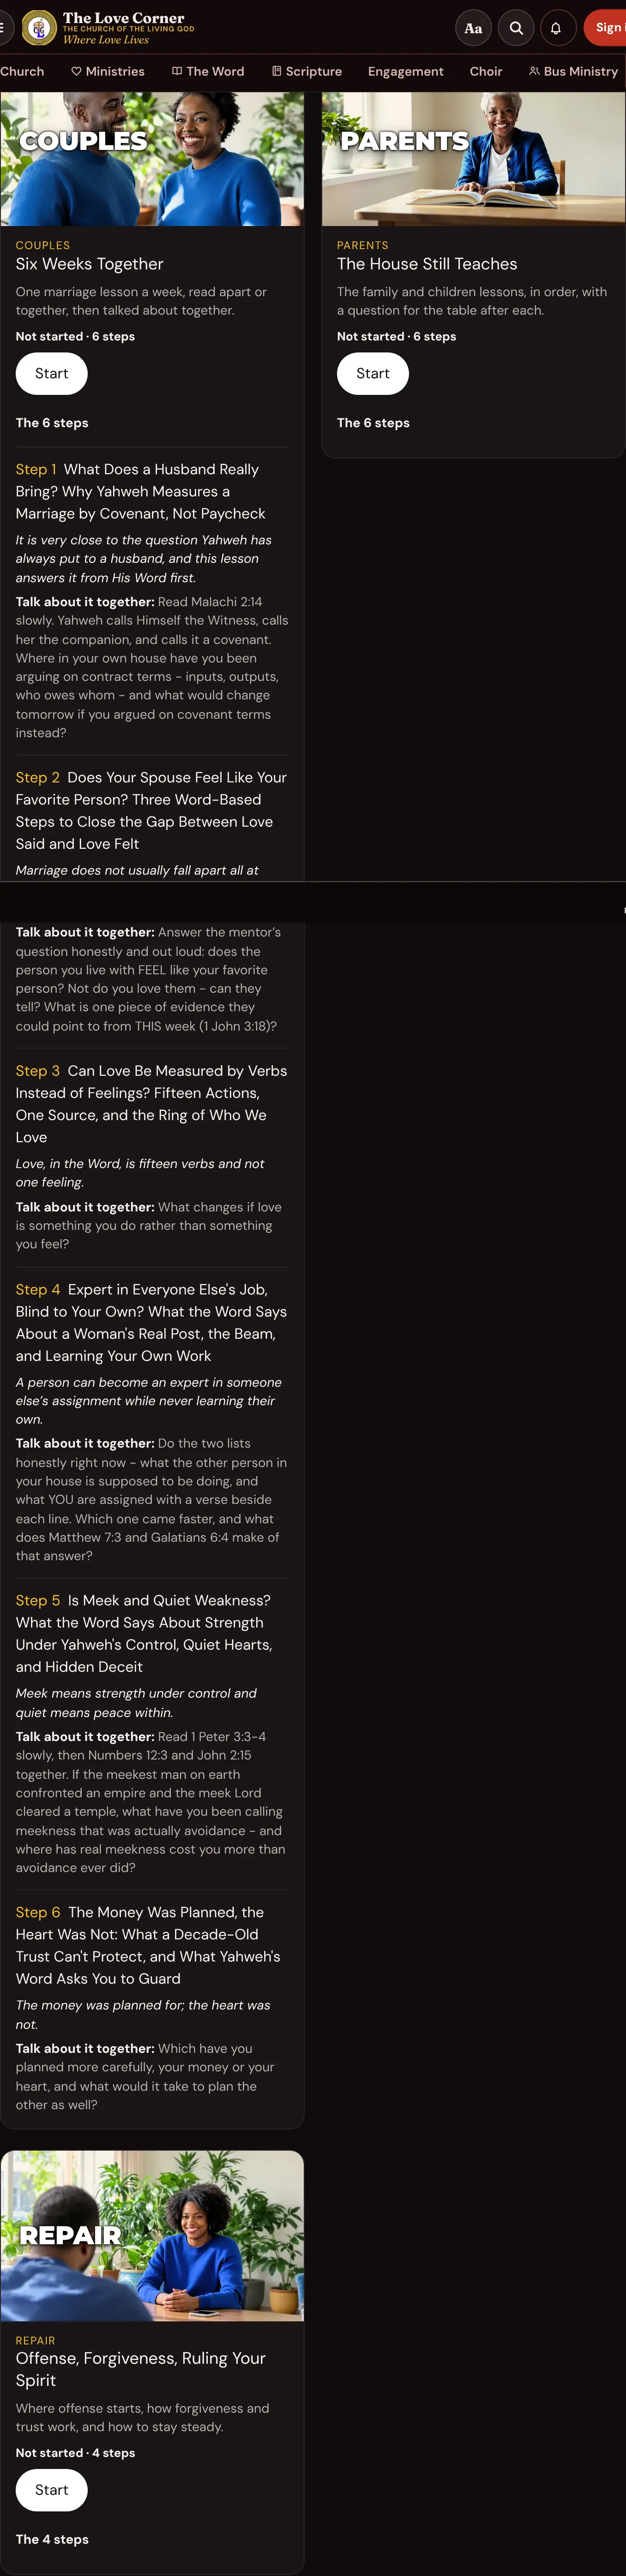 The Love Corner
THE CHURCH OF THE LIVING GOD
Where Love Lives
Aa
Sign
Church
Ministries
The Word
Scripture
Engagement
Choir
Bus Ministry
COUPLES
COUPLES
Six Weeks Together
One marriage lesson a week, read apart or
together, then talked about together.
Not started · 6 steps
Start
The 6 steps
PARENTS
PARENTS
The House Still Teaches
The family and children lessons, in order, with
a question for the table after each.
Not started · 6 steps
Start
The 6 steps
Step 1 What Does a Husband Really
Bring? Why Yahweh Measures a
Marriage by Covenant, Not Paycheck
It is very close to the question Yahweh has
always put to a husband, and this lesson
answers it from His Word first.
Talk about it together: Read Malachi 2:14
slowly. Yahweh calls Himself the Witness, calls
her the companion, and calls it a covenant.
Where in your own house have you been
arguing on contract terms - inputs, outputs,
who owes whom - and what would change
tomorrow if you argued on covenant terms
instead?
Step 2 Does Your Spouse Feel Like Your
Favorite Person? Three Word-Based
Steps to Close the Gap Between Love
Said and Love Felt
Marriage does not usually fall apart all at
Talk about it together: Answer the mentor's
question honestly and out loud: does the
person you live with FEEL like your favorite
person? Not do you love them - can they
tell? What is one piece of evidence they
could point to from THIS week (1 John 3:18)?
Step 3 Can Love Be Measured by Verbs
Instead of Feelings? Fifteen Actions,
One Source, and the Ring of Who We
Love
Love, in the Word, is fifteen verbs and not
one feeling.
Talk about it together: What changes if love
is something you do rather than something
you feel?
Step 4 Expert in Everyone Else's Job,
Blind to Your Own? What the Word Says
About a Woman's Real Post, the Beam,
and Learning Your Own Work
A person can become an expert in someone
else's assignment while never learning their
own.
Talk about it together: Do the two lists
honestly right now - what the other person in
your house is supposed to be doing, and
what YOU are assigned with a verse beside
each line. Which one came faster, and what
does Matthew 7:3 and Galatians 6:4 make of
that answer?
Step 5 Is Meek and Quiet Weakness?
What the Word Says About Strength
Under Yahweh's Control, Quiet Hearts,
and Hidden Deceit
Meek means strength under control and
quiet means peace within.
Talk about it together: Read 1 Peter 3:3-4
slowly, then Numbers 12:3 and John 2:15
together. If the meekest man on earth
confronted an empire and the meek Lord
cleared a temple, what have you been calling
meekness that was actually avoidance - and
where has real meekness cost you more than
avoidance ever did?
Step 6 The Money Was Planned, the
Heart Was Not: What a Decade-Old
Trust Can't Protect, and What Yahweh's
Word Asks You to Guard
The money was planned for; the heart was
not.
Talk about it together: Which have you
planned more carefully, your money or your
heart, and what would it take to plan the
other as well?
REPAIR
REPAIR
Offense, Forgiveness, Ruling Your
Spirit
Where offense starts, how forgiveness and
trust work, and how to stay steady.
Not started · 4 steps
Start
The 4 steps